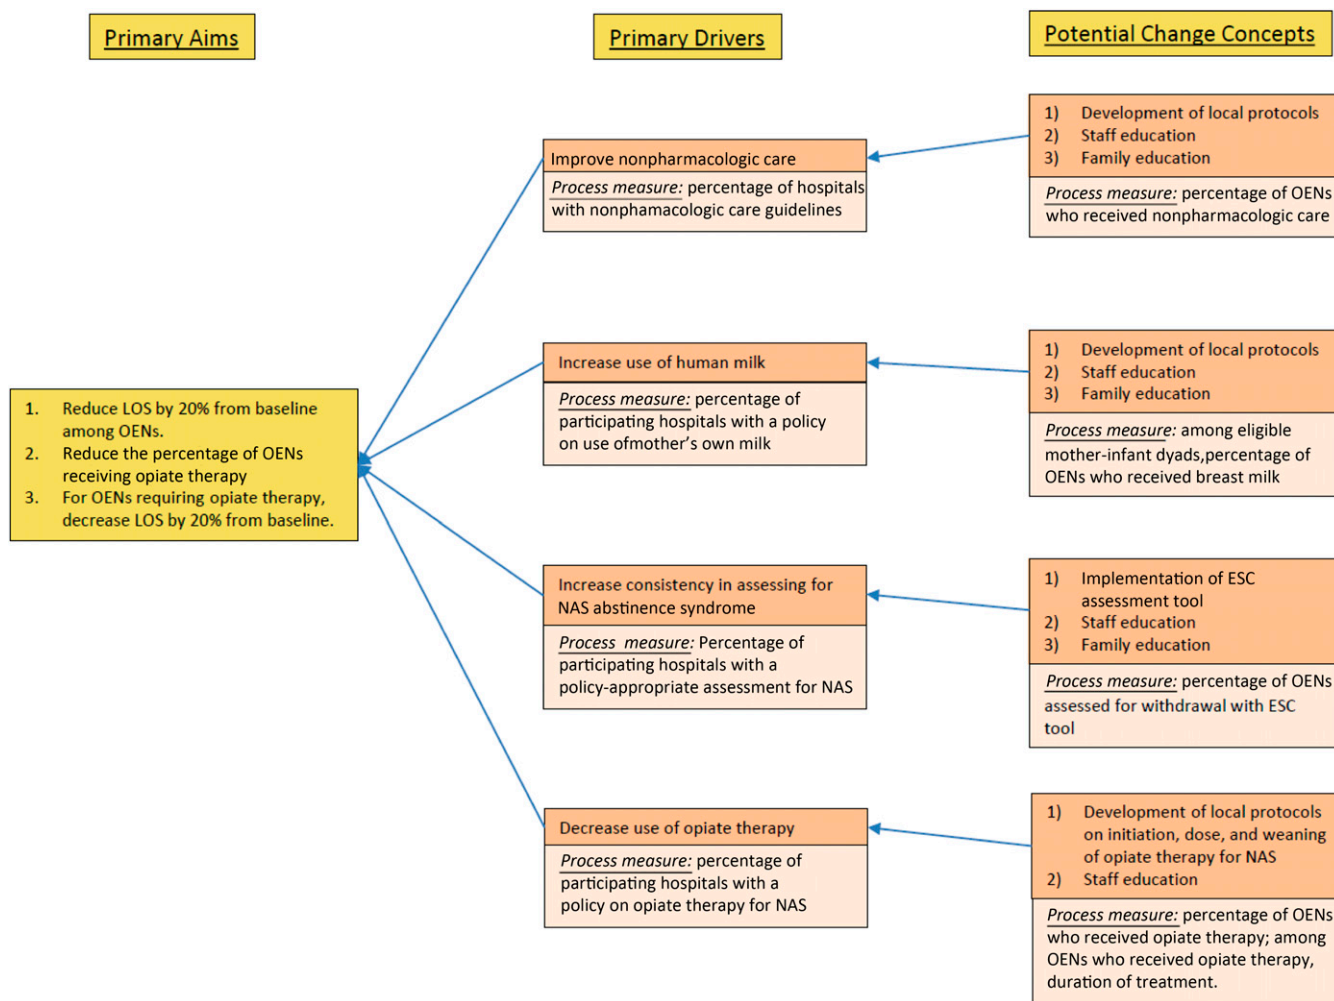 Primary Aims
Primary Drivers
Potential Change Concepts
1. Reduce LOS by 20% from baseline
among OENs.
2. Reduce the percentage of OENs
receiving opiate therapy
3. For OENs requiring opiate therapy,
decrease LOS by 20% from baseline.
Improve nonpharmacologic care
Process measure: percentage of hospitals
with nonphamacologic care guidelines
1) Development of local protocols
2) Staff education
3) Family education
Process measure: percentage of OENs
who received nonpharmacologic care
Increase use of human milk
Process measure: percentage of
participating hospitals with a policy
on use ofmother's own milk
1) Development of local protocols
2) Staff education
3) Family education
Process measure: among eligible
mother-infant dyads,percentage of
OENs who received breast milk
Increase consistency in assessing for
NAS abstinence syndrome
Process measure: Percentage of
participating hospitals with a
policy-appropriate assessment for NAS
1) Implementation of ESC
assessment tool
2) Staff education
3) Family education
Process measure: percentage of OENs
assessed for withdrawal with ESC
tool
Decrease use of opiate therapy
Process measure: percentage of
participating hospitals with a
policy on opiate therapy for NAS
1) Development of local protocols
on initiation, dose, and weaning
of opiate therapy for NAS
2) Staff education
Process measure: percentage of OENs
who received opiate therapy; among
OENs who received opiate therapy,
duration of treatment.